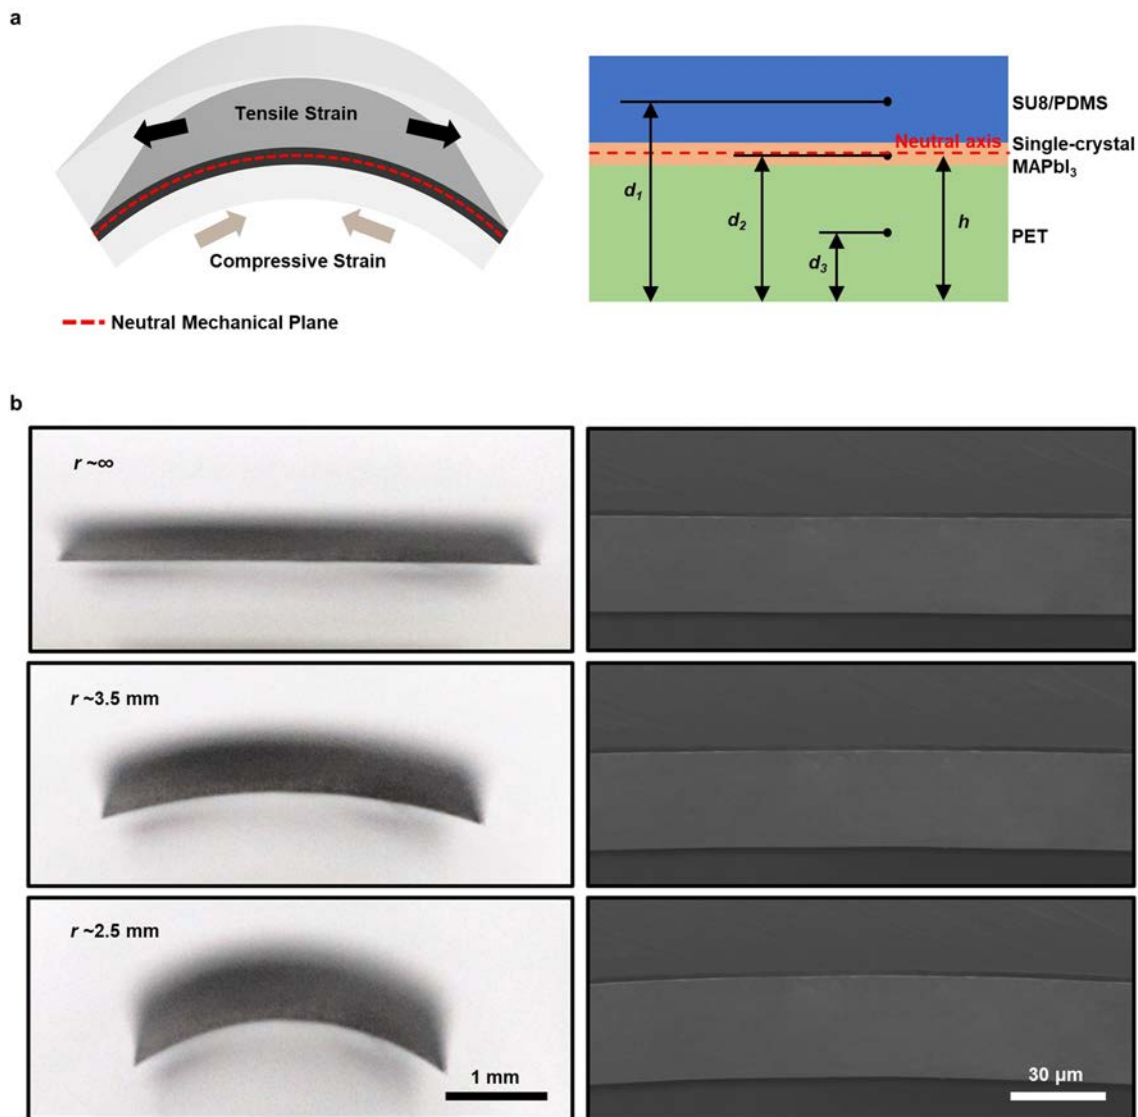 a
Tensile Strain
Compressive Strain
Neutral Mechanical Plane
SU8/PDMS
Neutral axis
Single-crystal
MAPbI₃
PET
d₁
d₂
d₃
h
b
r ~∞
r ~3.5 mm
r ~2.5 mm
1 mm
30 μm